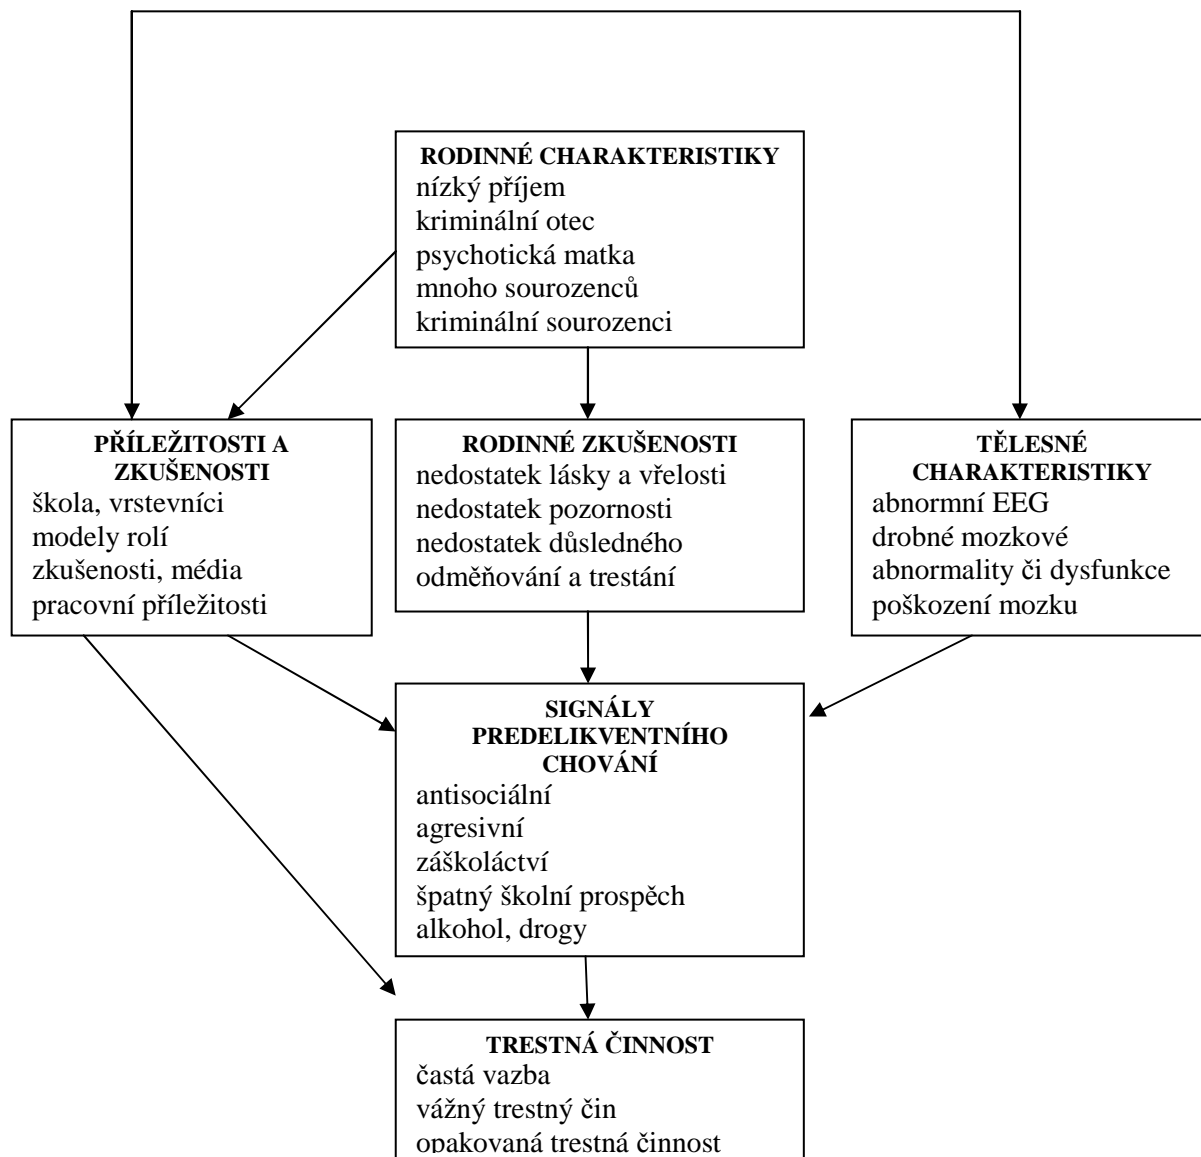 RODINNÉ CHARAKTERISTIKY
nízký příjem
kriminální otec
psychotická matka
mnoho sourozenců
kriminální sourozenci
PŘÍLEŽITOSTI A
ZKUŠENOSTI
škola, vrstevníci
modely rolí
zkušenosti, média
pracovní příležitosti
RODINNÉ ZKUŠENOSTI
nedostatek lásky a vřelosti
nedostatek pozornosti
nedostatek důsledného
odměňování a trestání
TĚLESNÉ
CHARAKTERISTIKY
abnormní EEG
drobné mozkové
abnormality či dysfunkce
poškození mozku
SIGNÁLY
PREDELIKVENTNÍHO
CHOVÁNÍ
antisociální
agresivní
záškoláctví
špatný školní prospěch
alkohol, drogy
TRESTNÁ ČINNOST
častá vazba
vážný trestný čin
opakovaná trestná činnost